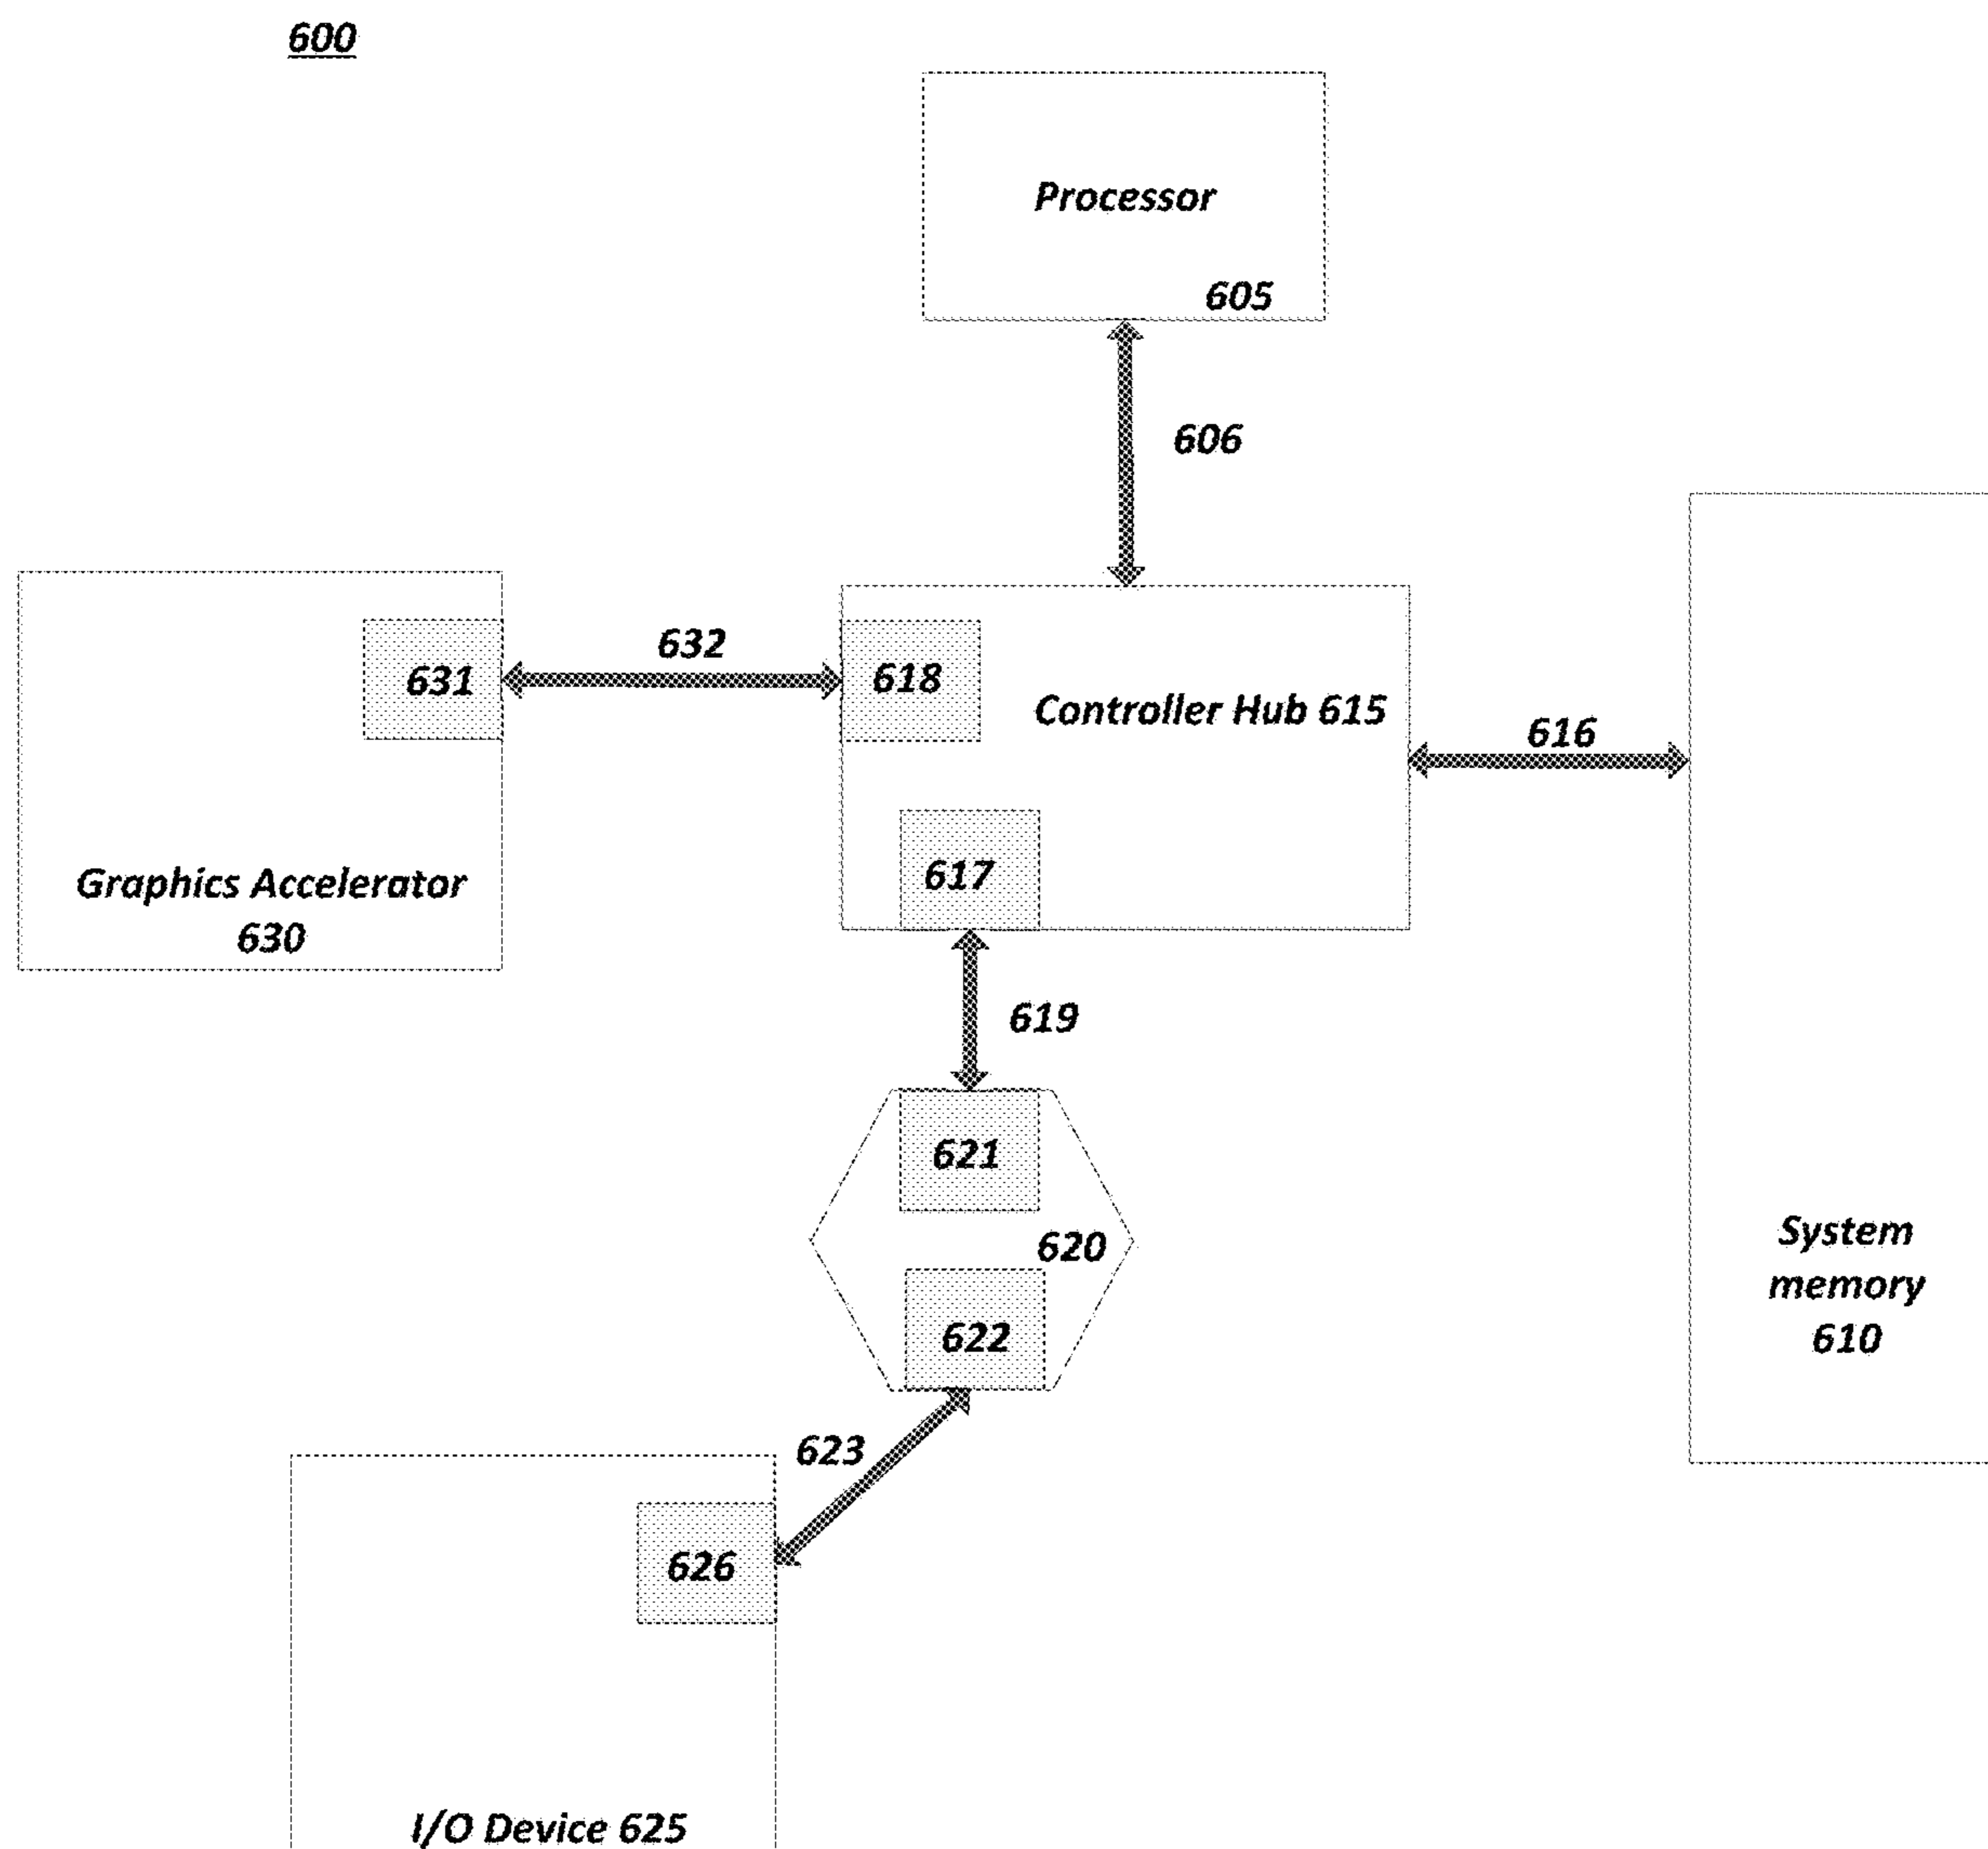 600
Processor
605
606
631
632
618
Controller Hub 615
616
617
Graphics Accelerator
630
619
621
620
System
memory
610
622
623
626
I/O Device 625